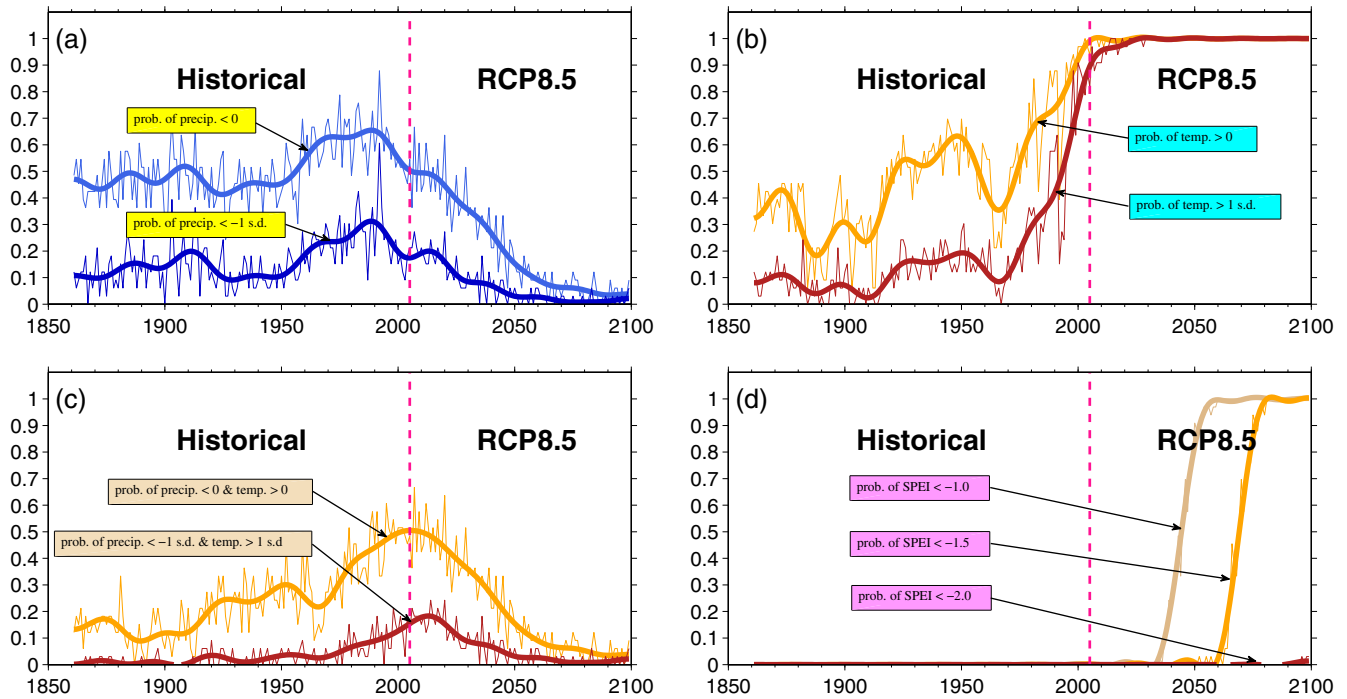 (a)
Historical
RCP8.5
prob. of precip. < 0
prob. of precip. < −1 s.d.
1
0.9
0.8
0.7
0.6
0.5
0.4
0.3
0.2
0.1
0
1850 1900 1950 2000 2050 2100
(b)
Historical
RCP8.5
prob. of temp. > 0
prob. of temp. > 1 s.d.
1
0.9
0.8
0.7
0.6
0.5
0.4
0.3
0.2
0.1
0
1850 1900 1950 2000 2050 2100
(c)
Historical
RCP8.5
prob. of precip. < 0 & temp. > 0
prob. of precip. < −1 s.d. & temp. > 1 s.d
1
0.9
0.8
0.7
0.6
0.5
0.4
0.3
0.2
0.1
0
1850 1900 1950 2000 2050 2100
(d)
Historical
RCP8.5
prob. of SPEI < −1.0
prob. of SPEI < −1.5
prob. of SPEI < −2.0
1
0.9
0.8
0.7
0.6
0.5
0.4
0.3
0.2
0.1
0
1850 1900 1950 2000 2050 2100